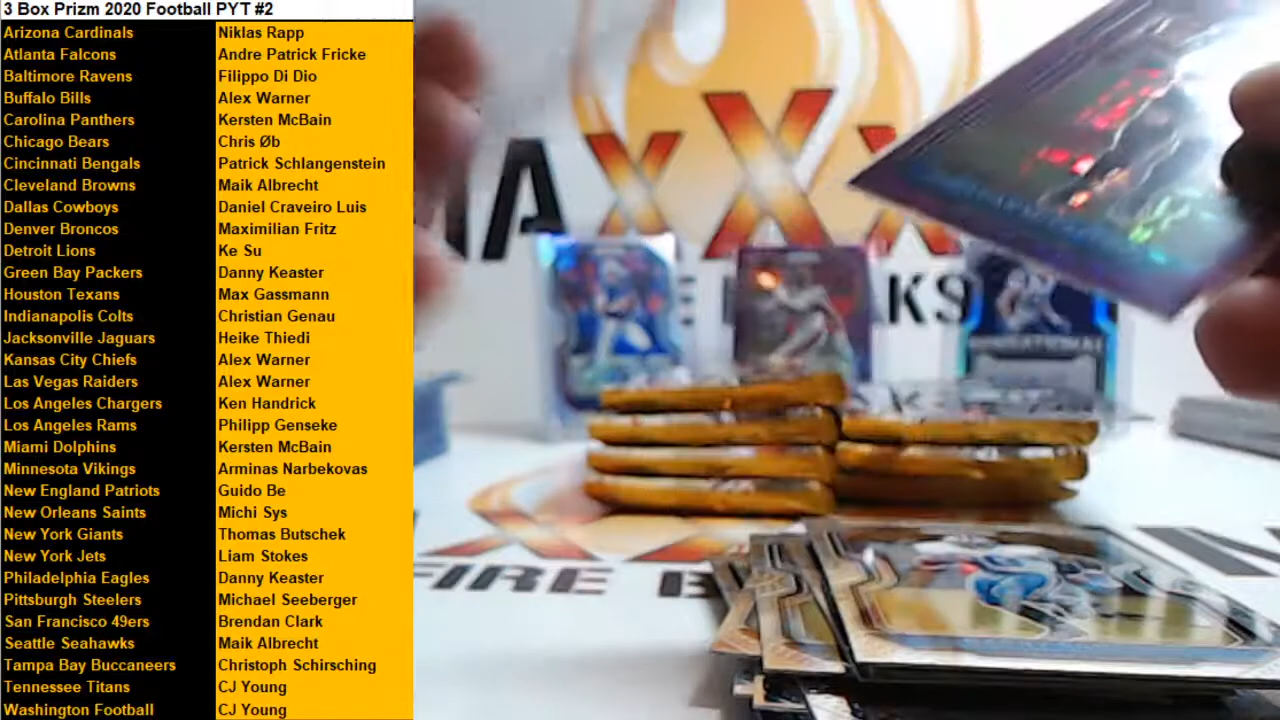 3 Box Prizm 2020 Football PYT #2
Arizona Cardinals Niklas Rapp
Atlanta Falcons Andre Patrick Fricke
Baltimore Ravens Filippo Di Dio
Buffalo Bills Alex Warner
Carolina Panthers Kersten McBain
Chicago Bears Chris Øb
Cincinnati Bengals Patrick Schlangenstein
Cleveland Browns Maik Albrecht
Dallas Cowboys Daniel Craveiro Luis
Denver Broncos Maximilian Fritz
Detroit Lions Ke Su
Green Bay Packers Danny Keaster
Houston Texans Max Gassmann
Indianapolis Colts Christian Genau
Jacksonville Jaguars Heike Thiedi
Kansas City Chiefs Alex Warner
Las Vegas Raiders Alex Warner
Los Angeles Chargers Ken Handrick
Los Angeles Rams Philipp Genseke
Miami Dolphins Kersten McBain
Minnesota Vikings Arminas Narbekovas
New England Patriots Guido Be
New Orleans Saints Michi Sys
New York Giants Thomas Butschek
New York Jets Liam Stokes
Philadelphia Eagles Danny Keaster
Pittsburgh Steelers Michael Seeberger
San Francisco 49ers Brendan Clark
Seattle Seahawks Maik Albrecht
Tampa Bay Buccaneers Christoph Schirsching
Tennessee Titans CJ Young
Washington Football CJ Young
FIRE